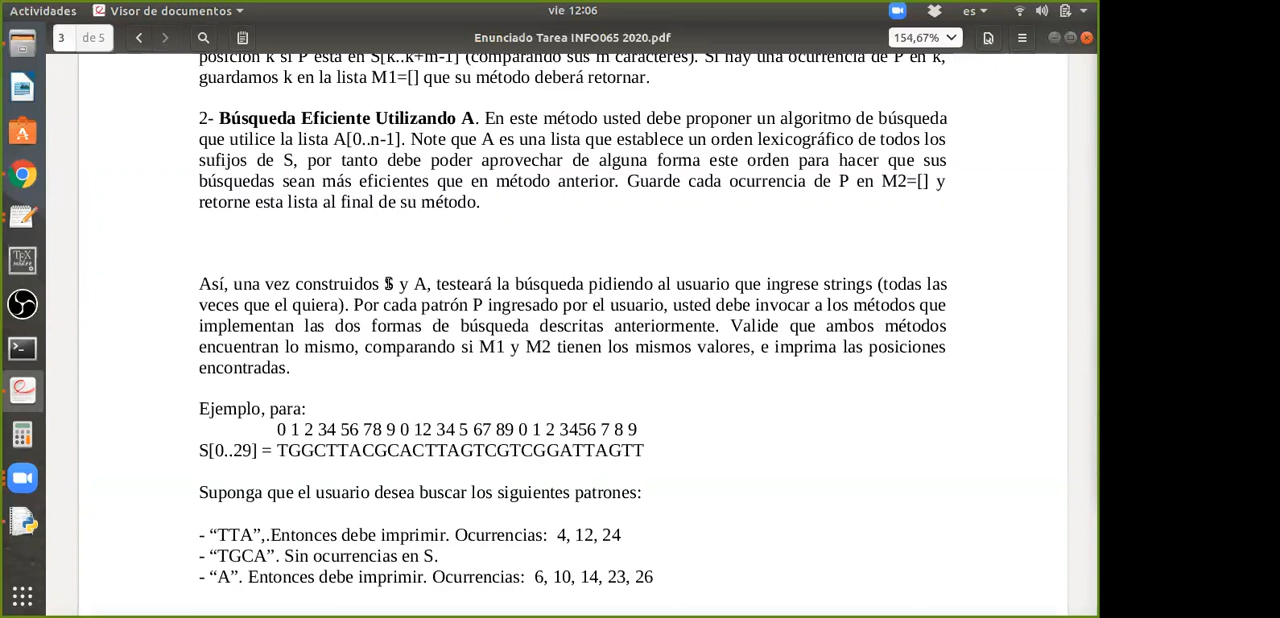 Actividades Visor de documentos vie 12:06 es
3 de 5 Enunciado Tarea INFO065 2020.pdf 154,67%
posición k si P está en S[k..k+m-1] (comparando sus m caracteres). Si hay una ocurrencia de P en k,
guardamos k en la lista M1=[] que su método deberá retornar.
2- Búsqueda Eficiente Utilizando A. En este método usted debe proponer un algoritmo de búsqueda
que utilice la lista A[0..n-1]. Note que A es una lista que establece un orden lexicográfico de todos los
sufijos de S, por tanto debe poder aprovechar de alguna forma este orden para hacer que sus
búsquedas sean más eficientes que en método anterior. Guarde cada ocurrencia de P en M2=[] y
retorne esta lista al final de su método.
Así, una vez construidos S y A, testeará la búsqueda pidiendo al usuario que ingrese strings (todas las
veces que el quiera). Por cada patrón P ingresado por el usuario, usted debe invocar a los métodos que
implementan las dos formas de búsqueda descritas anteriormente. Valide que ambos métodos
encuentran lo mismo, comparando si M1 y M2 tienen los mismos valores, e imprima las posiciones
encontradas.
Ejemplo, para:
0 1 2 34 56 78 9 0 12 34 5 67 89 0 1 2 3456 7 8 9
S[0..29] = TGGCTTACGCACTTAGTCGTCGGATTAGTT
Suponga que el usuario desea buscar los siguientes patrones:
- “TTA”,.Entonces debe imprimir. Ocurrencias: 4, 12, 24
- “TGCA”. Sin ocurrencias en S.
- “A”. Entonces debe imprimir. Ocurrencias: 6, 10, 14, 23, 26